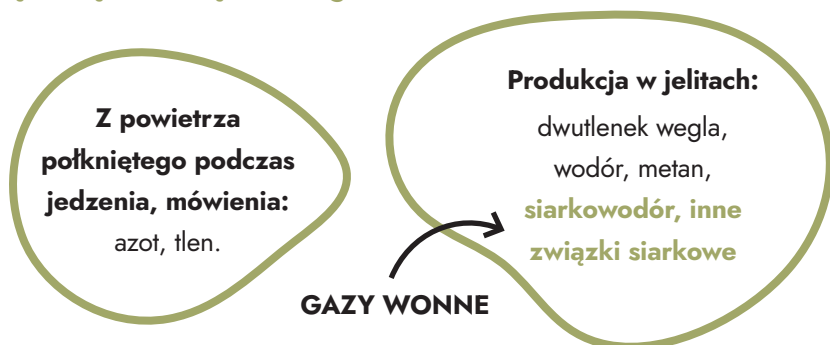 Z powietrza
połkniętego podczas
jedzenia, mówienia:
azot, tlen.
Produkcja w jelitach:
dwutlenek wegla,
wodór, metan,
siarkowodór, inne
związki siarkowe
GAZY WONNE